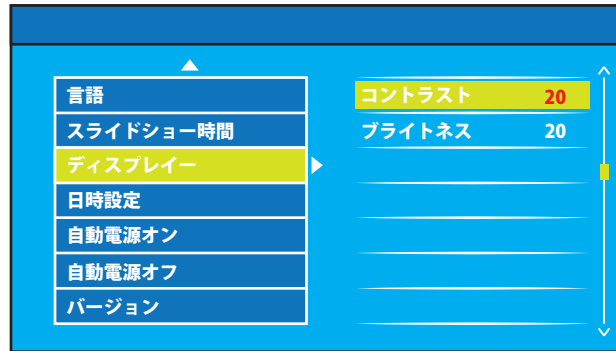 言語
スライドショー時間
ディスプレイー
日時設定
自動電源オン
自動電源オフ
バージョン
コントラスト 20
ブライトネス 20